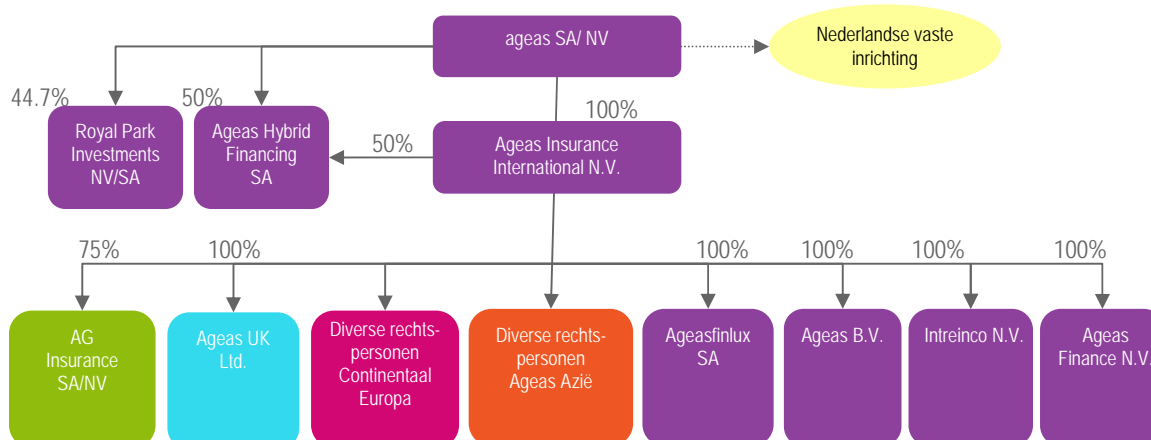 ageas SA/ NV
Nederlandse vaste
inrichting
44.7%
50%
100%
Royal Park
Investments
NV/SA
Ageas Hybrid
Financing
SA
50%
Ageas Insurance
International N.V.
75%
100%
100%
100%
100%
100%
AG
Insurance
SA/NV
Ageas UK
Ltd.
Diverse rechts-
personen
Continentaal
Europa
Diverse rechts-
personen
Ageas Azië
Ageasfinlux
SA
Ageas B.V.
Intreinco N.V.
Ageas
Finance N.V.